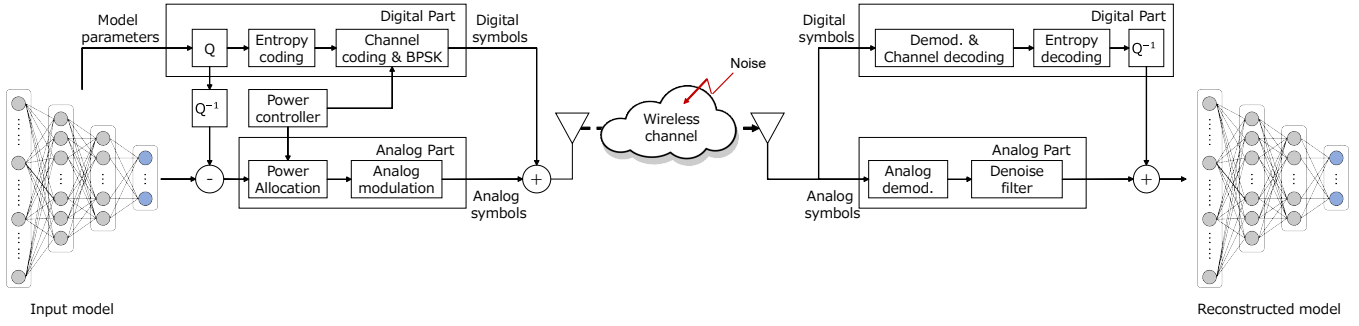 Model
parameters
Digital Part
Q
Entropy
coding
Channel
coding & BPSK
Digital
symbols
Q⁻¹
Power
controller
Analog Part
-
Power
Allocation
Analog
modulation
Analog
symbols
+
Input model
Noise
Wireless
channel
Digital
symbols
Digital Part
Demod. &
Channel decoding
Entropy
decoding
Q⁻¹
Analog Part
Analog
demod.
Denoise
filter
Analog
symbols
+
Reconstructed model